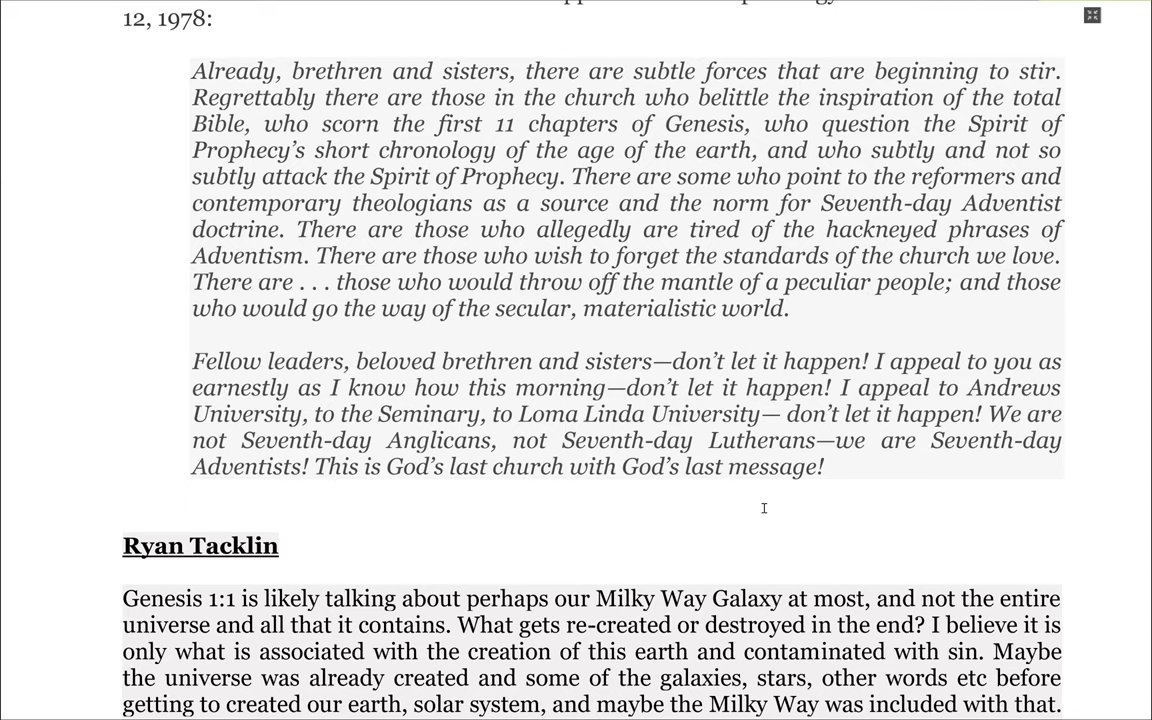 12, 1978:
Already, brethren and sisters, there are subtle forces that are beginning to stir.
Regrettably there are those in the church who belittle the inspiration of the total
Bible, who scorn the first 11 chapters of Genesis, who question the Spirit of
Prophecy’s short chronology of the age of the earth, and who subtly and not so
subtly attack the Spirit of Prophecy. There are some who point to the reformers and
contemporary theologians as a source and the norm for Seventh-day Adventist
doctrine. There are those who allegedly are tired of the hackneyed phrases of
Adventism. There are those who wish to forget the standards of the church we love.
There are . . . those who would throw off the mantle of a peculiar people; and those
who would go the way of the secular, materialistic world.
Fellow leaders, beloved brethren and sisters—don’t let it happen! I appeal to you as
earnestly as I know how this morning—don’t let it happen! I appeal to Andrews
University, to the Seminary, to Loma Linda University— don’t let it happen! We are
not Seventh-day Anglicans, not Seventh-day Lutherans—we are Seventh-day
Adventists! This is God’s last church with God’s last message!
Ryan Tacklin
Genesis 1:1 is likely talking about perhaps our Milky Way Galaxy at most, and not the entire
universe and all that it contains. What gets re-created or destroyed in the end? I believe it is
only what is associated with the creation of this earth and contaminated with sin. Maybe
the universe was already created and some of the galaxies, stars, other words etc before
getting to created our earth, solar system, and maybe the Milky Way was included with that.